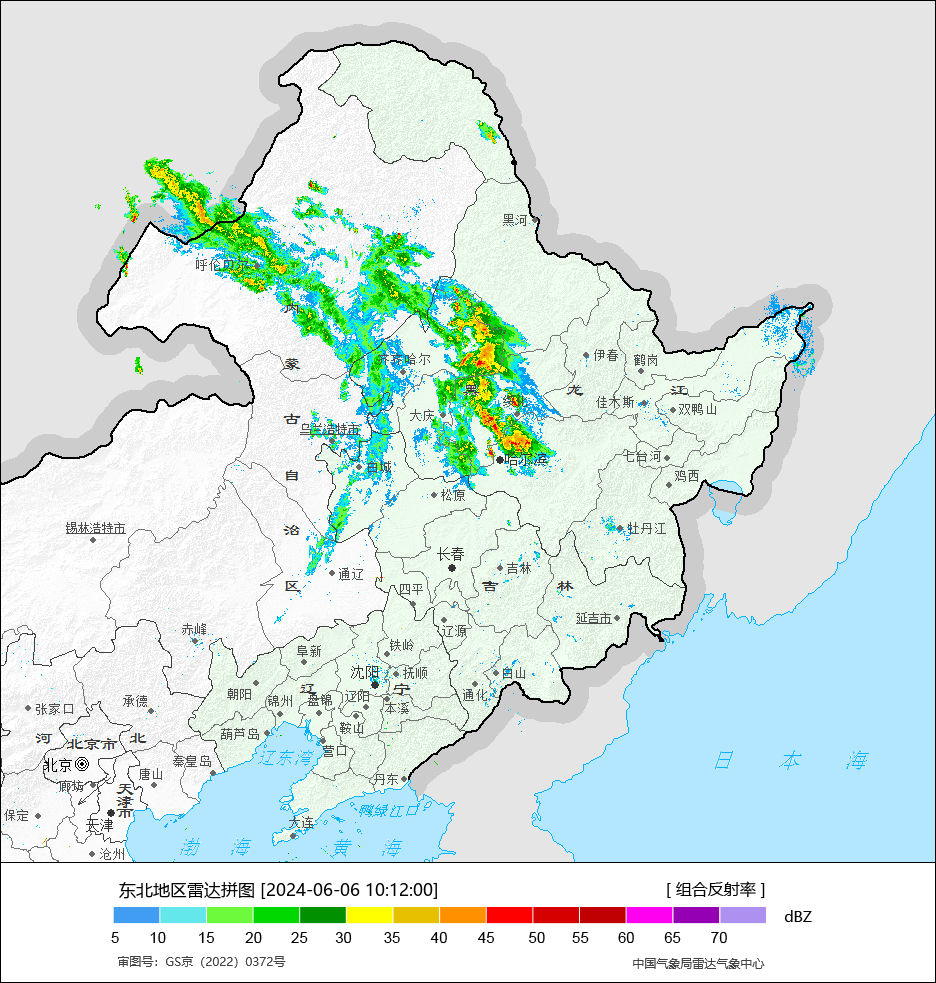 黑河
呼伦贝尔
内
齐齐哈尔
蒙
伊春
鹤岗
黑
龙
江
绥化
佳木斯
双鸭山
大庆
古
乌兰浩特市
哈尔滨
七台河
白城
鸡西
自
松原
锡林浩特市
治
牡丹江
长春
吉林
通辽
区
四平
吉
林
延吉市
赤峰
辽源
铁岭
阜新
沈阳
抚顺
白山
通化
朝阳
辽
宁
锦州
盘锦
辽阳
本溪
承德
张家口
鞍山
葫芦岛
河
北京市
北
营口
辽东湾
秦皇岛
北京
唐山
丹东
廊坊
天津市
日本海
保定
天津
鸭绿江口
大连
渤海
黄海
沧州
东北地区雷达拼图 [2024-06-06 10:12:00]
[ 组合反射率 ]
dBZ
5 10 15 20 25 30 35 40 45 50 55 60 65 70
审图号：GS京（2022）0372号
中国气象局雷达气象中心